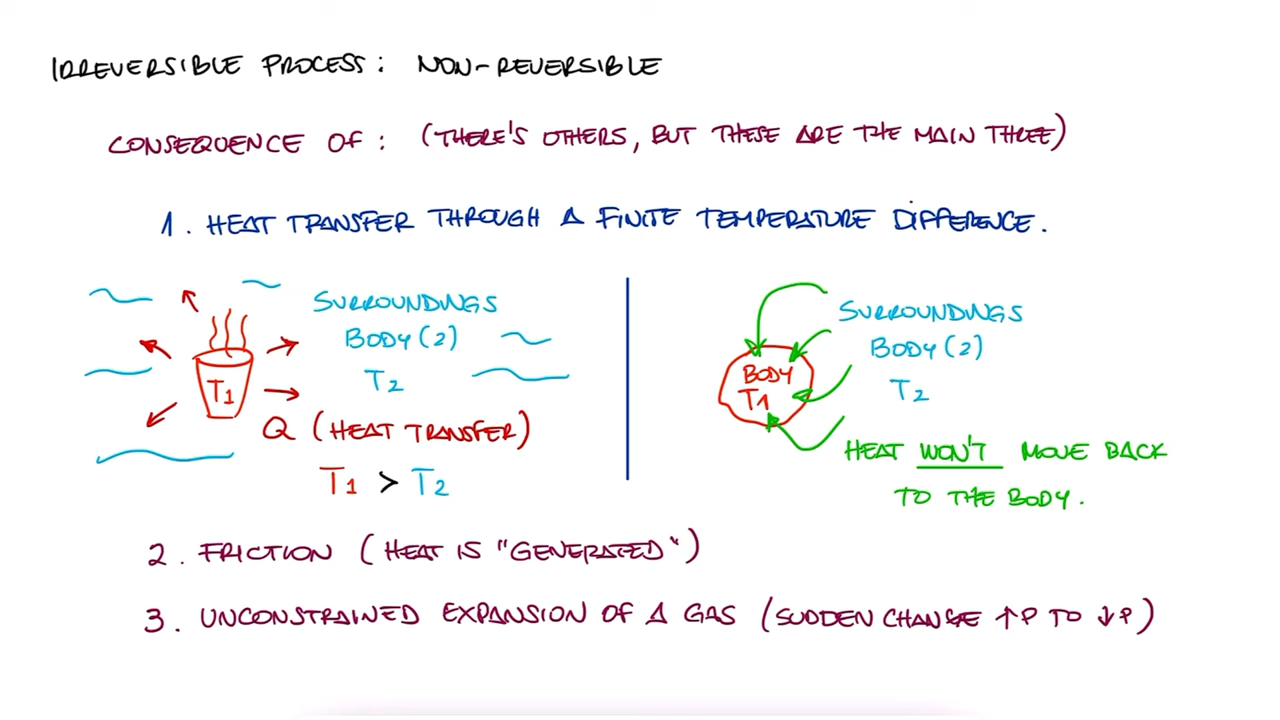 IRREVERSIBLE PROCESS: NON-REVERSIBLE
CONSEQUENCE OF: (THERE'S OTHERS, BUT THESE ARE THE MAIN THREE)
1. HEAT TRANSFER THROUGH A FINITE TEMPERATURE DIFFERENCE.
SURROUNDINGS
BODY (2)
T2
T1
Q (HEAT TRANSFER)
T1 > T2
SURROUNDINGS
BODY (2)
T2
BODY
T1
HEAT WON'T MOVE BACK
TO THE BODY.
2. FRICTION (HEAT IS "GENERATED")
3. UNCONSTRAINED EXPANSION OF A GAS (SUDDEN CHANGE ↑P TO ↓P)